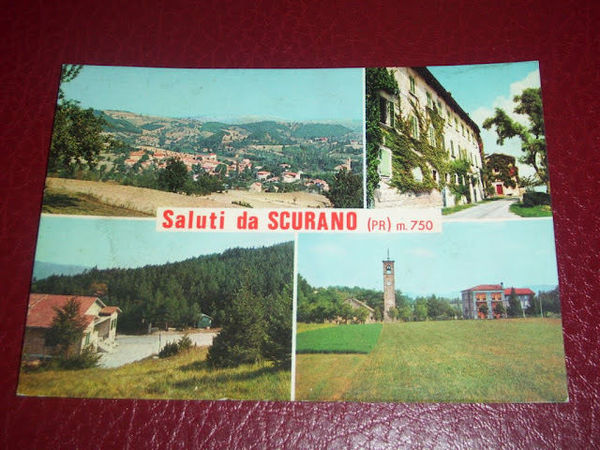 Saluti da SCURANO (PR) m. 750